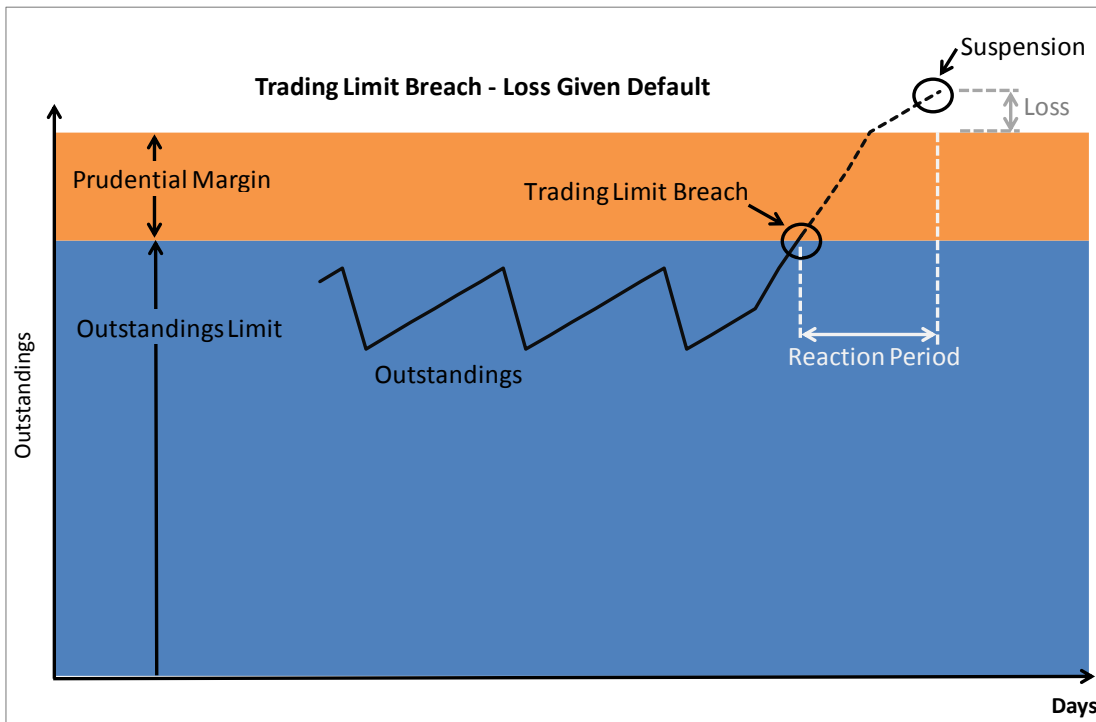 Suspension
Trading Limit Breach - Loss Given Default
Loss
Prudential Margin
Trading Limit Breach
Outstandings Limit
Reaction Period
Outstandings
Outstandings
Days